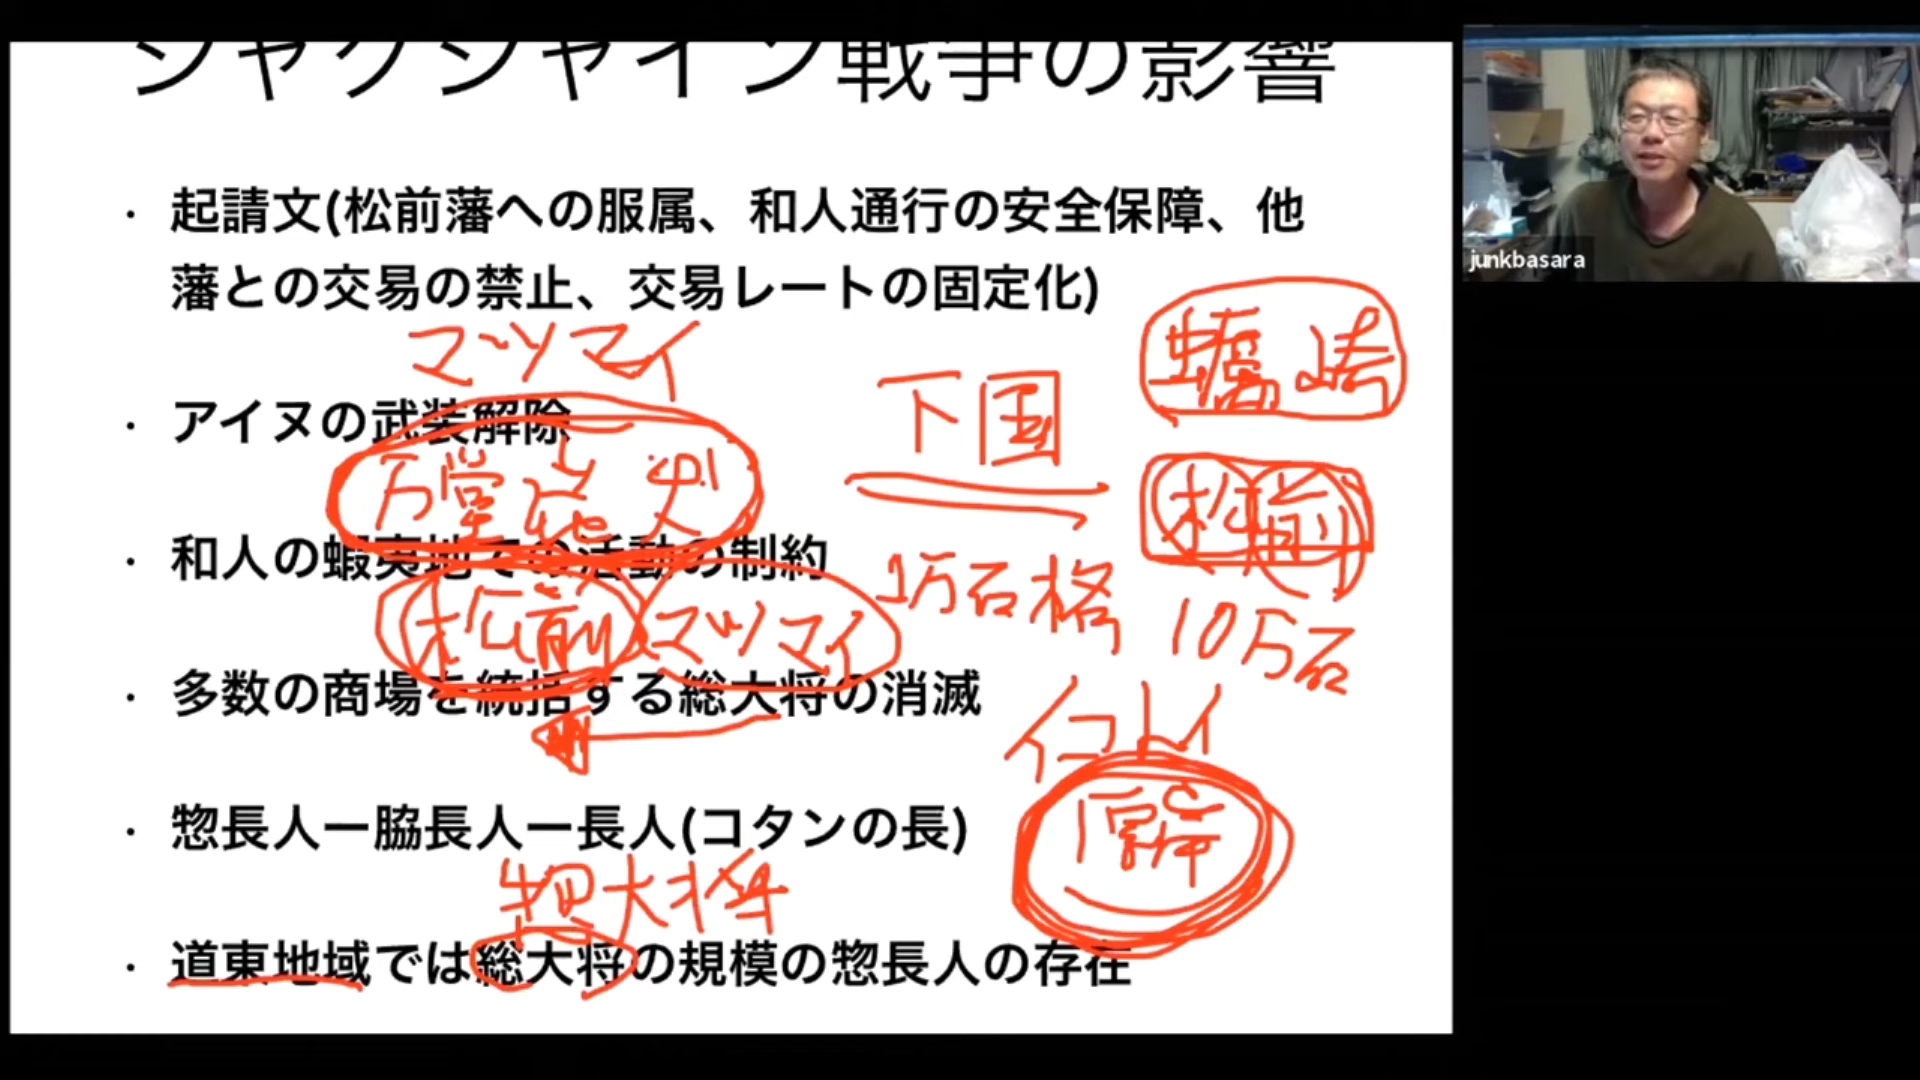 シャクシャイン戦争の影響
・起請文(松前藩への服属、和人通行の安全保障、他
藩との交易の禁止、交易レートの固定化)
マツマイ
蠣崎
下国
・アイヌの武装解除
松前
・和人の蝦夷地での活動の制約
1万石格
10万石
松前 マツマイ
・多数の商場を統括する総大将の消滅
イコトイ
・惣長人ー脇長人ー長人(コタンの長)
厚岸
惣大将
・道東地域では総大将の規模の惣長人の存在
junkbasara